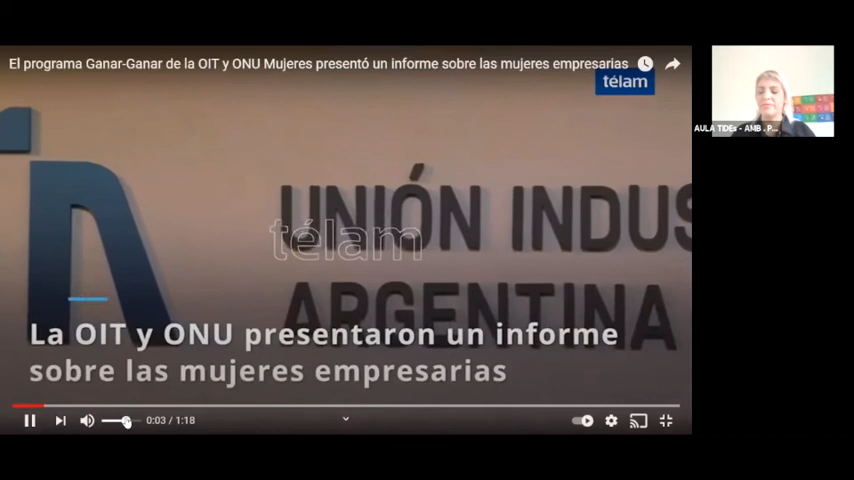 El programa Ganar-Ganar de la OIT y ONU Mujeres presentó un informe sobre las mujeres empresarias
télam
UNIÓN INDUS
télam
ARGENTINA
La OIT y ONU presentaron un informe
sobre las mujeres empresarias
0:03 / 1:18
AULA TIDEs - AMB . P...